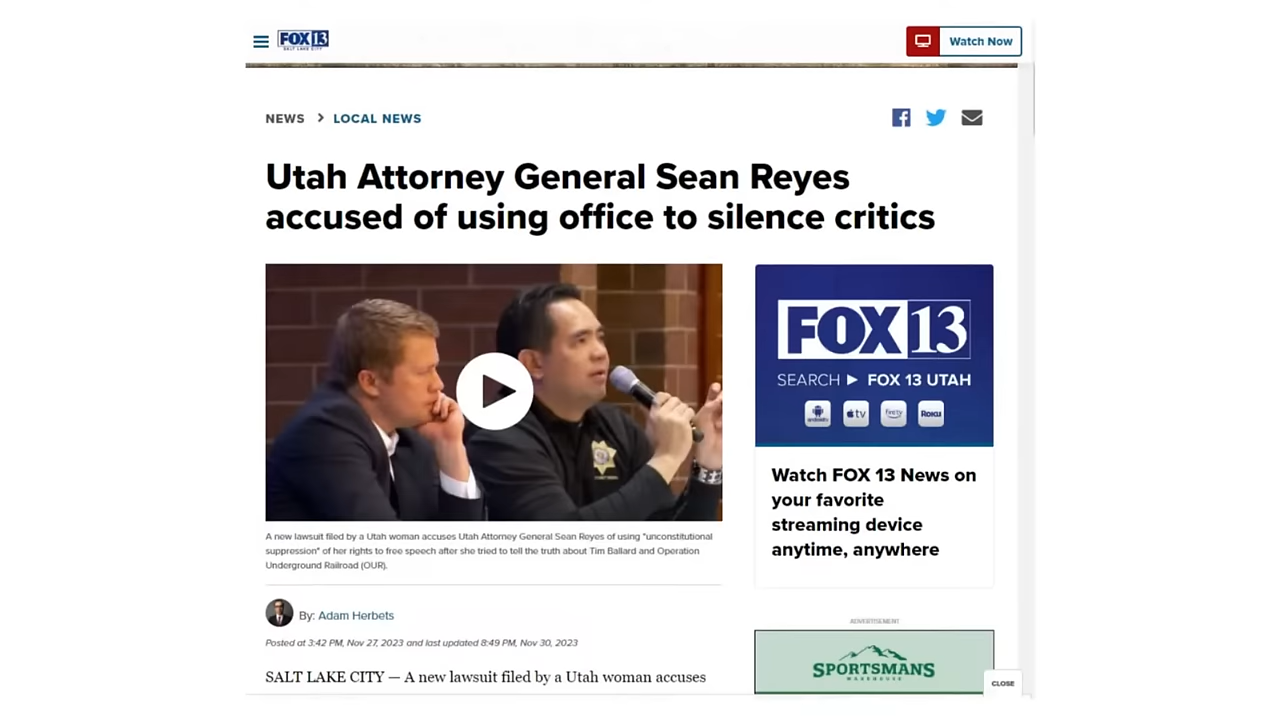 FOX 13
SALT LAKE CITY
Watch Now
NEWS > LOCAL NEWS
Utah Attorney General Sean Reyes
accused of using office to silence critics
A new lawsuit filed by a Utah woman accuses Utah Attorney General Sean Reyes of using "unconstitutional
suppression" of her rights to free speech after she tried to tell the truth about Tim Ballard and Operation
Underground Railroad (OUR).
By: Adam Herbets
Posted at 3:42 PM, Nov 27, 2023 and last updated 8:49 PM, Nov 30, 2023
SALT LAKE CITY — A new lawsuit filed by a Utah woman accuses
FOX 13
SEARCH ▶ FOX 13 UTAH
androidtv
tv
firetv
Roku
Watch FOX 13 News on
your favorite
streaming device
anytime, anywhere
ADVERTISEMENT
SPORTSMANS
WAREHOUSE
CLOSE